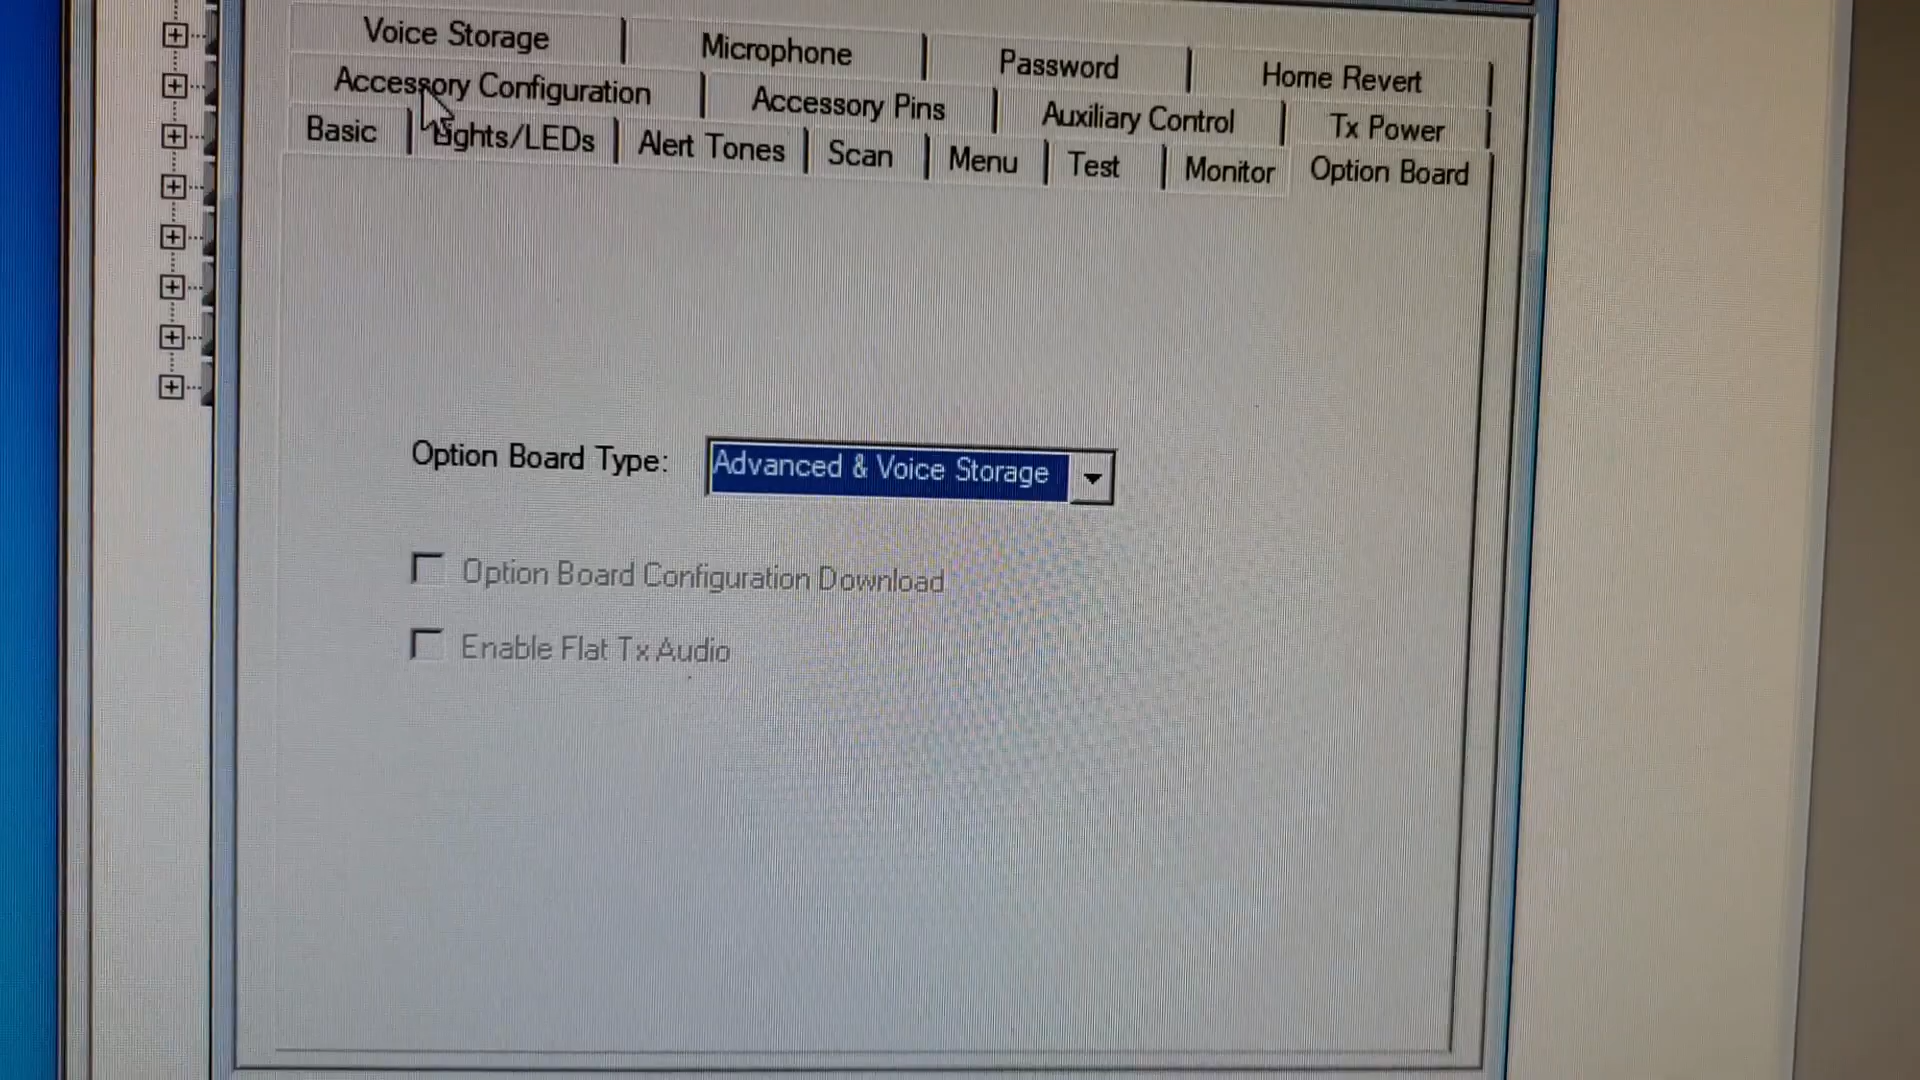 Voice Storage Microphone Password Home Revert
Accessory Configuration Accessory Pins Auxiliary Control Tx Power
Basic Lights/LEDs Alert Tones Scan Menu Test Monitor Option Board
Option Board Type: Advanced & Voice Storage
Option Board Configuration Download
Enable Flat Tx Audio